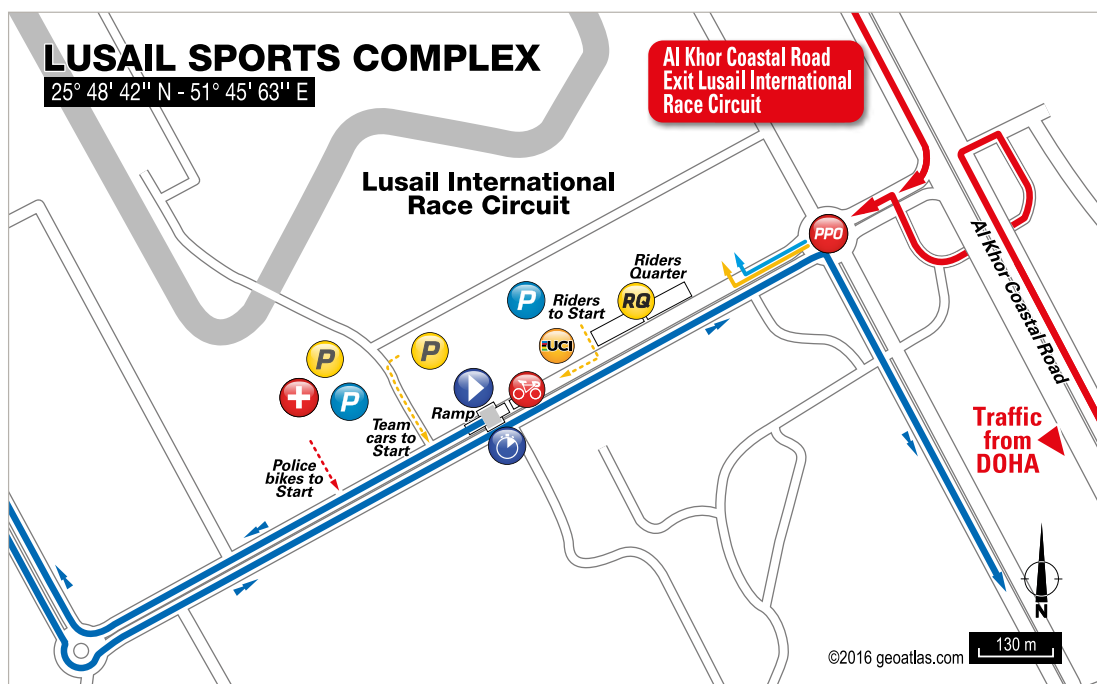 LUSAIL SPORTS COMPLEX
25° 48' 42'' N - 51° 45' 63'' E
Al Khor Coastal Road
Exit Lusail International
Race Circuit
Lusail International
Race Circuit
PPO
Riders
Quarter
RQ
P
Riders
to Start
UCI
P
P
P
Ramp
Team
cars to
Start
Police
bikes to
Start
Al Khor Coastal Road
Traffic
from
DOHA
N
130 m
©2016 geoatlas.com